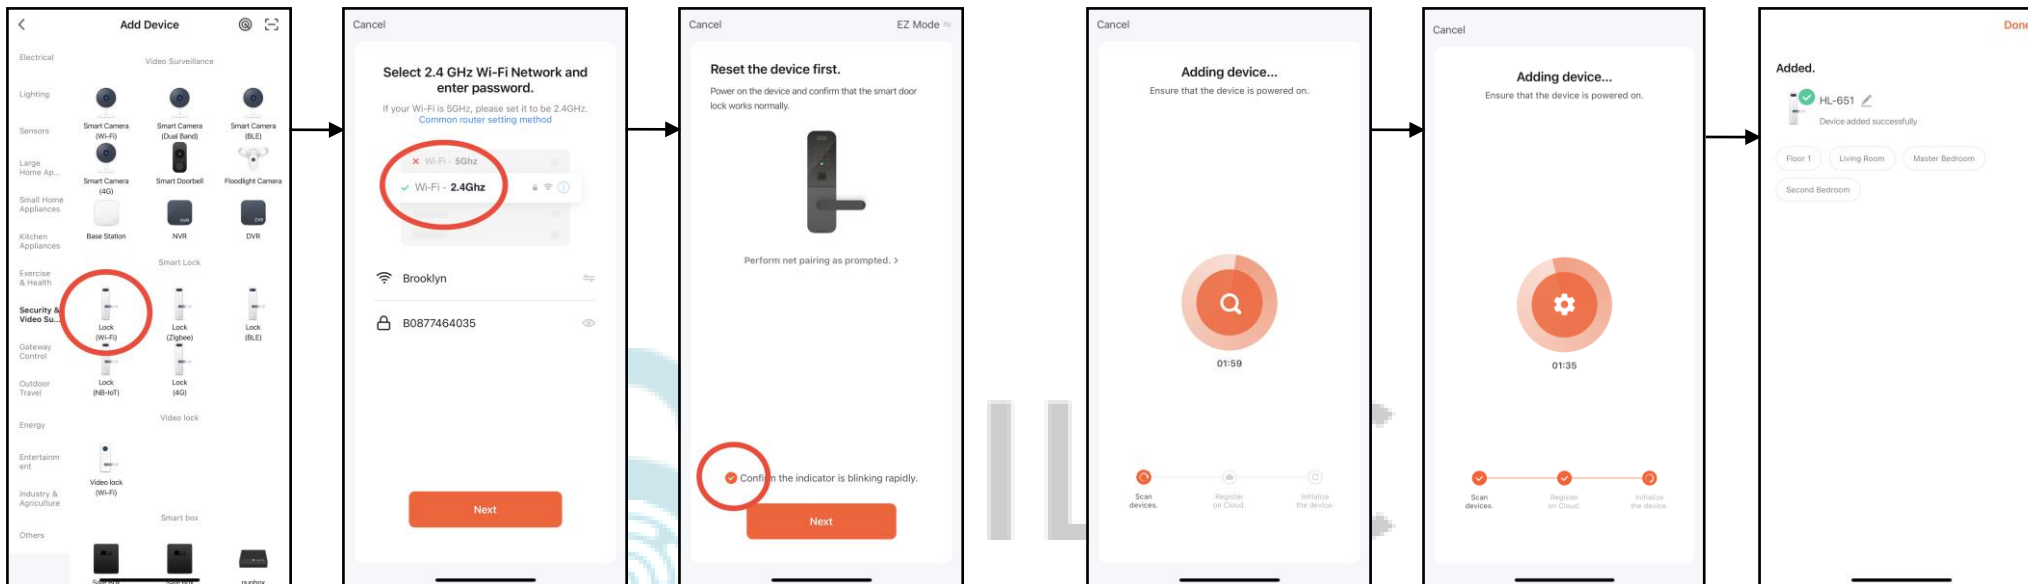 Add Device
Electrical
Lighting
Sensors
Large
Home Ap...
Small Home
Appliances
Kitchen
Appliances
Exercise
& Health
Security &
Video Su...
Gateway
Control
Outdoor
Travel
Energy
Entertainm
ent
Industry &
Agriculture
Others
Video Surveillance
Smart Camera
(Wi-Fi)
Smart Camera
(Dual Band)
Smart Camera
(BLE)
Smart Camera
(4G)
Smart Doorbell
Floodlight Camera
Base Station
NVR
DVR
Smart Lock
Lock
(Wi-Fi)
Lock
(Zigbee)
Lock
(BLE)
Lock
(NB-IoT)
Lock
(4G)
Video lock
Video lock
(Wi-Fi)
Smart box
Cancel
Select 2.4 GHz Wi-Fi Network and
enter password.
If your Wi-Fi is 5GHz, please set it to be 2.4GHz.
Common router setting method
Wi-Fi - 5Ghz
Wi-Fi - 2.4Ghz
Brooklyn
B0877464035
Next
Cancel
EZ Mode
Reset the device first.
Power on the device and confirm that the smart door
lock works normally.
Perform net pairing as prompted. >
Confirm the indicator is blinking rapidly.
Next
Cancel
Adding device...
Ensure that the device is powered on.
01:59
Scan
devices.
Register
on Cloud.
Initialize
the device.
Cancel
Adding device...
Ensure that the device is powered on.
01:35
Scan
devices.
Register
on Cloud.
Initialize
the device.
Done
Added.
HL-651
Device added successfully
Floor 1
Living Room
Master Bedroom
Second Bedroom